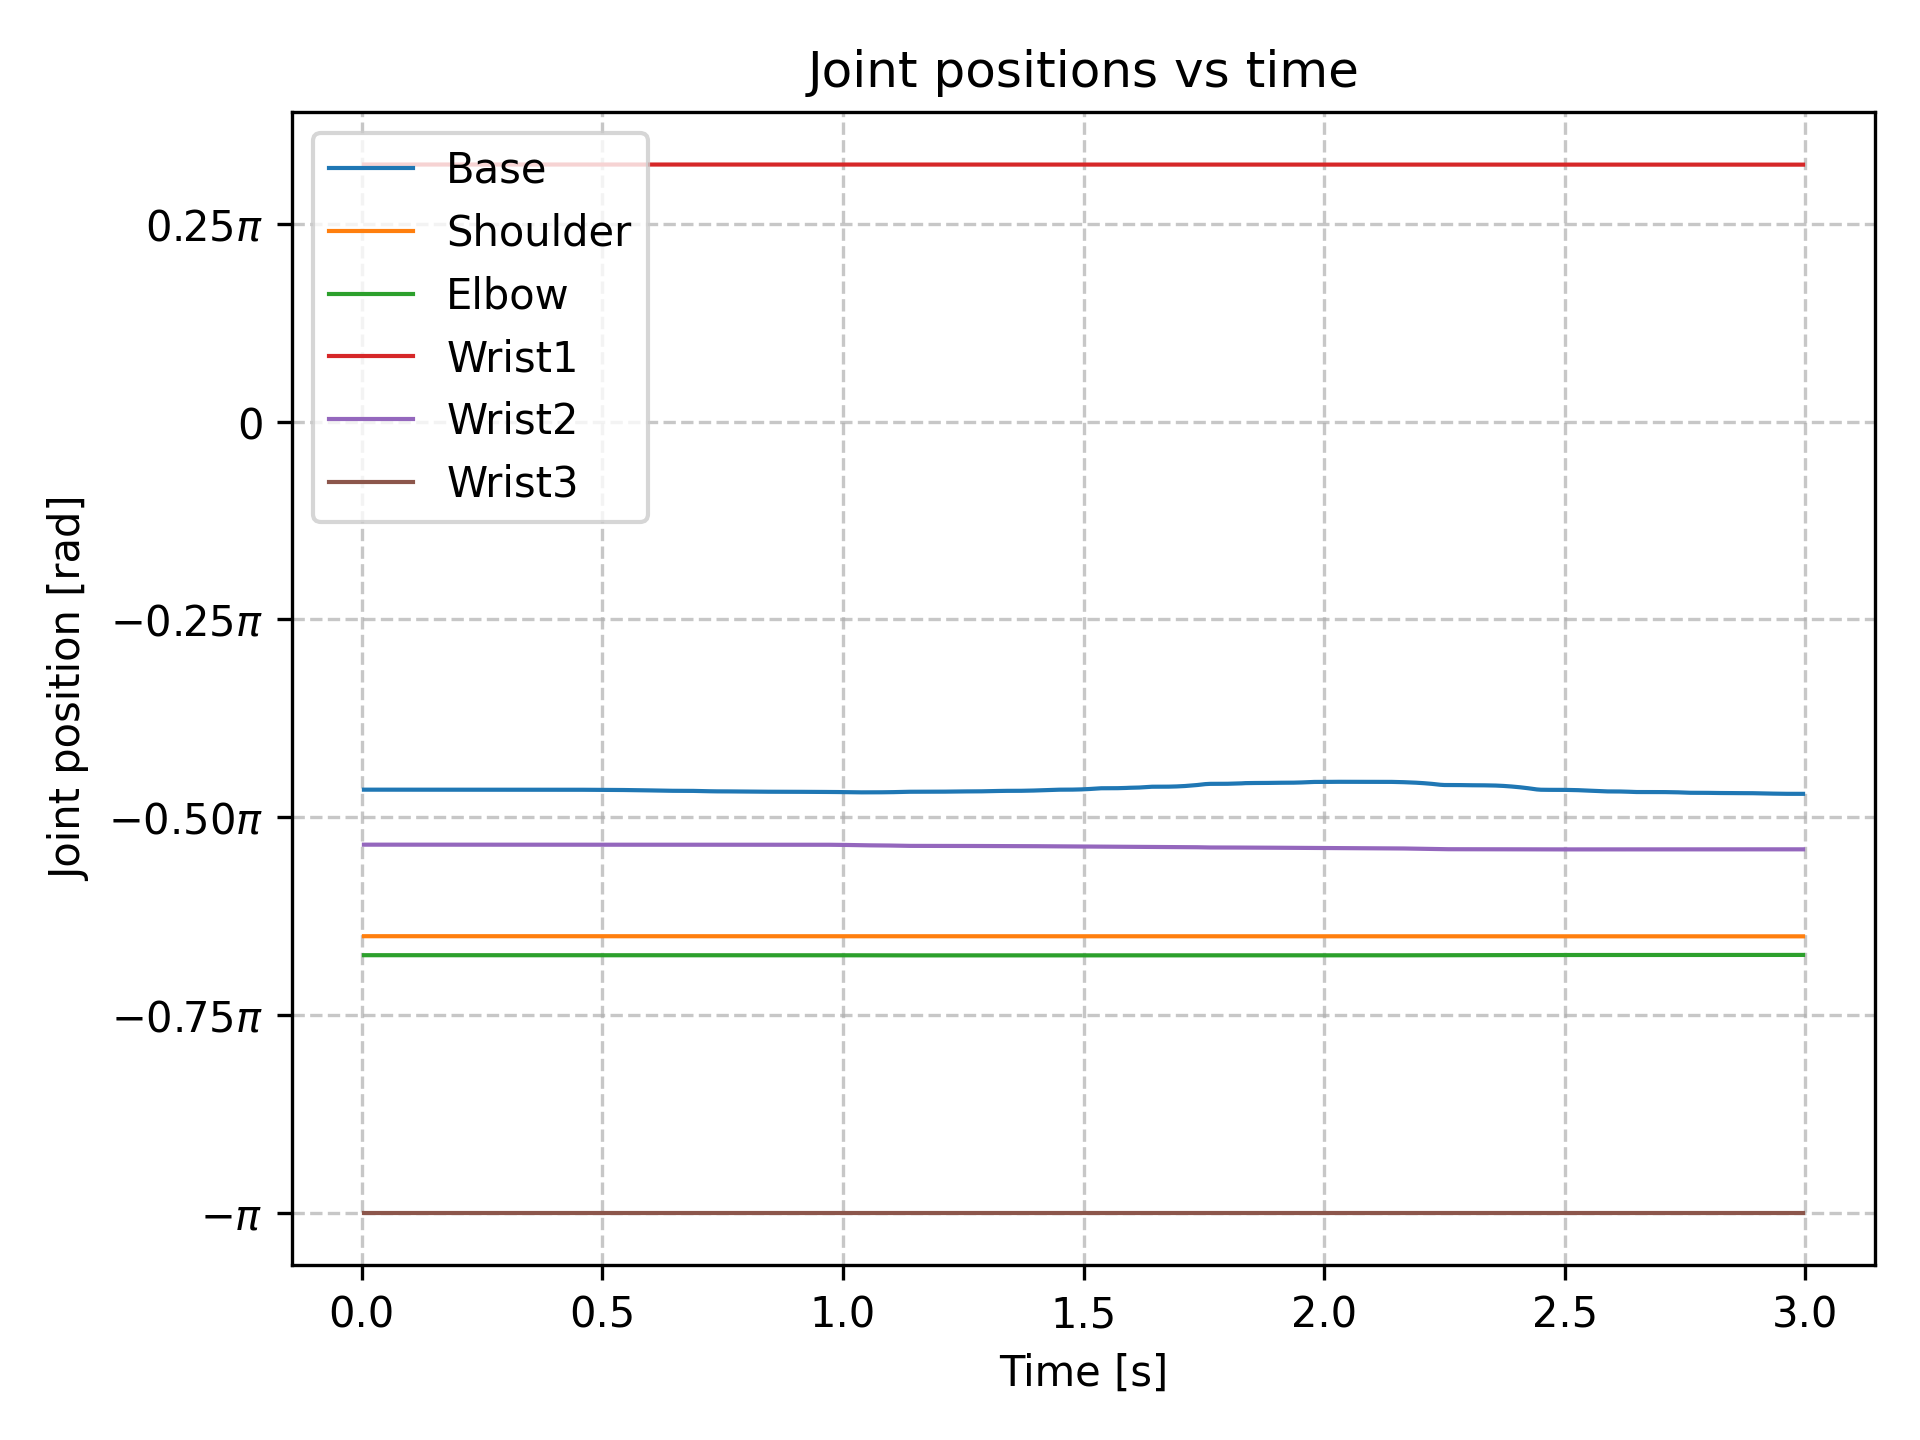 Joint positions vs time
Base
Shoulder
Elbow
Wrist1
Wrist2
Wrist3
0.25π
0
−0.25π
−0.50π
−0.75π
−π
Joint position [rad]
0.0 0.5 1.0 1.5 2.0 2.5 3.0
Time [s]